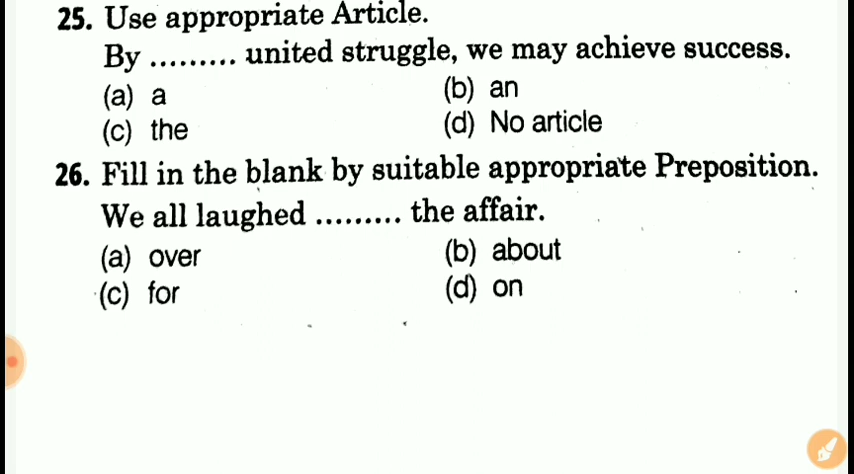 25. Use appropriate Article.
By ......... united struggle, we may achieve success.
(a) a (b) an
(c) the (d) No article
26. Fill in the blank by suitable appropriate Preposition.
We all laughed ......... the affair.
(a) over (b) about
(c) for (d) on